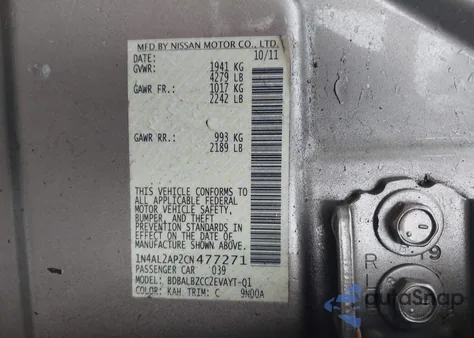 MFD BY NISSAN MOTOR CO., LTD.
DATE: 10/11
GVWR: 1941 KG
4279 LB
GAWR FR.: 1017 KG
2242 LB
GAWR RR.: 993 KG
2189 LB
THIS VEHICLE CONFORMS TO
ALL APPLICABLE FEDERAL
MOTOR VEHICLE SAFETY,
BUMPER, AND THEFT
PREVENTION STANDARDS IN
EFFECT ON THE DATE OF
MANUFACTURE SHOWN ABOVE.
1N4AL2AP2CN477271
PASSENGER CAR 039
MODEL: BDBALBZCCZEVAYT-Q1
COLOR: KAH TRIM: C 9N00A
R 9
L
AutoSnap